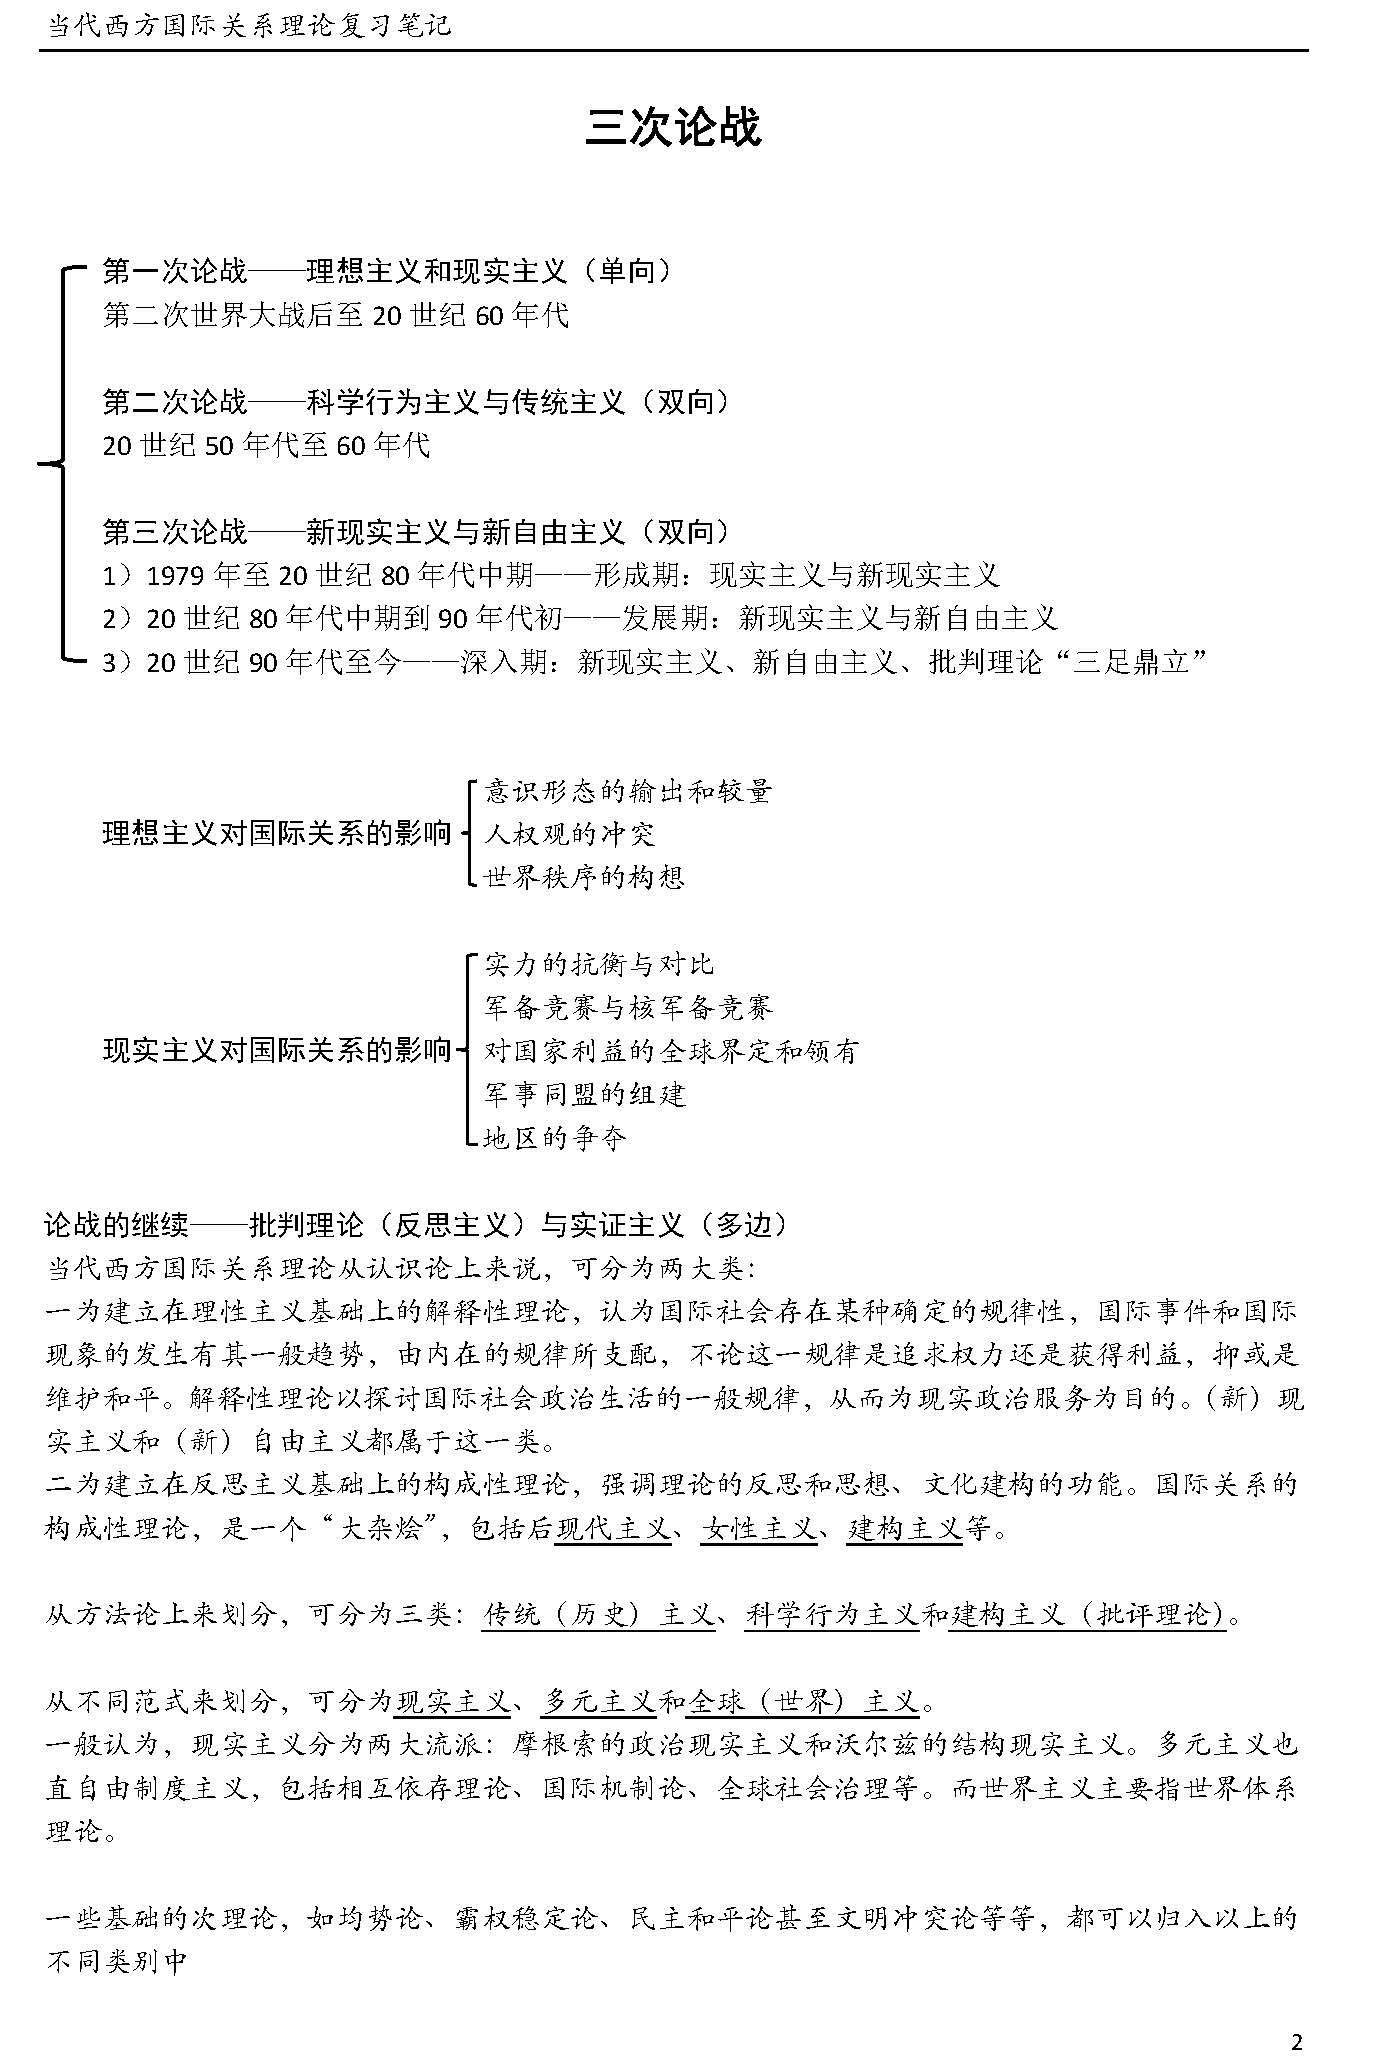 当代西方国际关系理论复习笔记
三次论战
第一次论战——理想主义和现实主义（单向）
第二次世界大战后至 20 世纪 60 年代
第二次论战——科学行为主义与传统主义（双向）
20 世纪 50 年代至 60 年代
第三次论战——新现实主义与新自由主义（双向）
1）1979 年至 20 世纪 80 年代中期——形成期：现实主义与新现实主义
2）20 世纪 80 年代中期到 90 年代初——发展期：新现实主义与新自由主义
3）20 世纪 90 年代至今——深入期：新现实主义、新自由主义、批判理论“三足鼎立”
理想主义对国际关系的影响
意识形态的输出和较量
人权观的冲突
世界秩序的构想
现实主义对国际关系的影响
实力的抗衡与对比
军备竞赛与核军备竞赛
对国家利益的全球界定和领有
军事同盟的组建
地区的争夺
论战的继续——批判理论（反思主义）与实证主义（多边）
当代西方国际关系理论从认识论上来说，可分为两大类：
一为建立在理性主义基础上的解释性理论，认为国际社会存在某种确定的规律性，国际事件和国际
现象的发生有其一般趋势，由内在的规律所支配，不论这一规律是追求权力还是获得利益，抑或是
维护和平。解释性理论以探讨国际社会政治生活的一般规律，从而为现实政治服务为目的。（新）现
实主义和（新）自由主义都属于这一类。
二为建立在反思主义基础上的构成性理论，强调理论的反思和思想、文化建构的功能。国际关系的
构成性理论，是一个“大杂烩”，包括后现代主义、女性主义、建构主义等。
从方法论上来划分，可分为三类：传统（历史）主义、科学行为主义和建构主义（批评理论）。
从不同范式来划分，可分为现实主义、多元主义和全球（世界）主义。
一般认为，现实主义分为两大流派：摩根索的政治现实主义和沃尔兹的结构现实主义。多元主义也
直自由制度主义，包括相互依存理论、国际机制论、全球社会治理等。而世界主义主要指世界体系
理论。
一些基础的次理论，如均势论、霸权稳定论、民主和平论甚至文明冲突论等等，都可以归入以上的
不同类别中
2